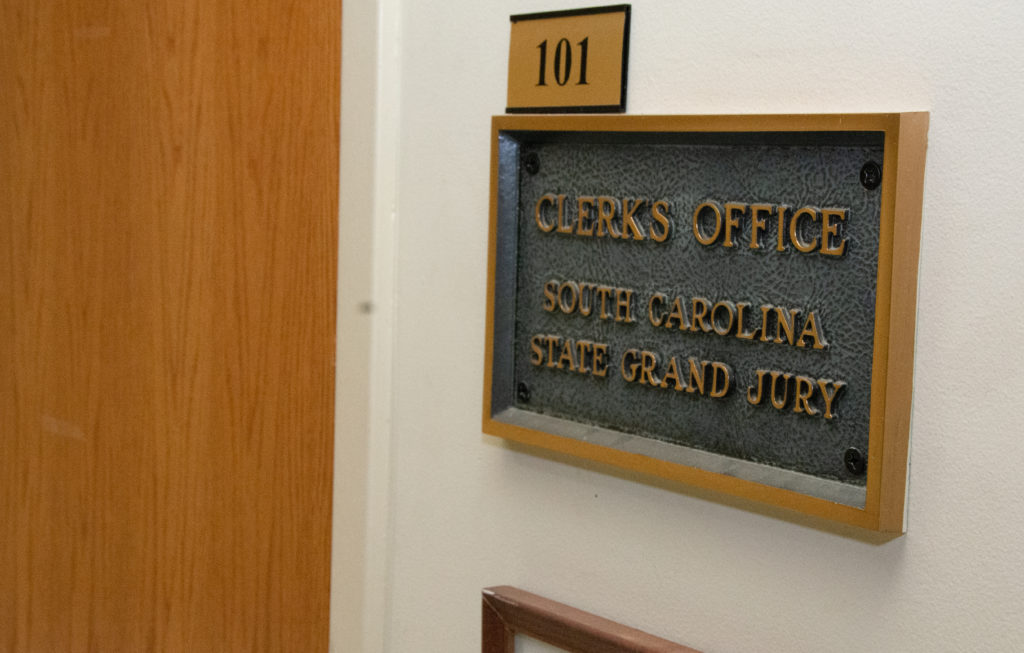 101
CLERKS OFFICE
SOUTH CAROLINA
STATE GRAND JURY